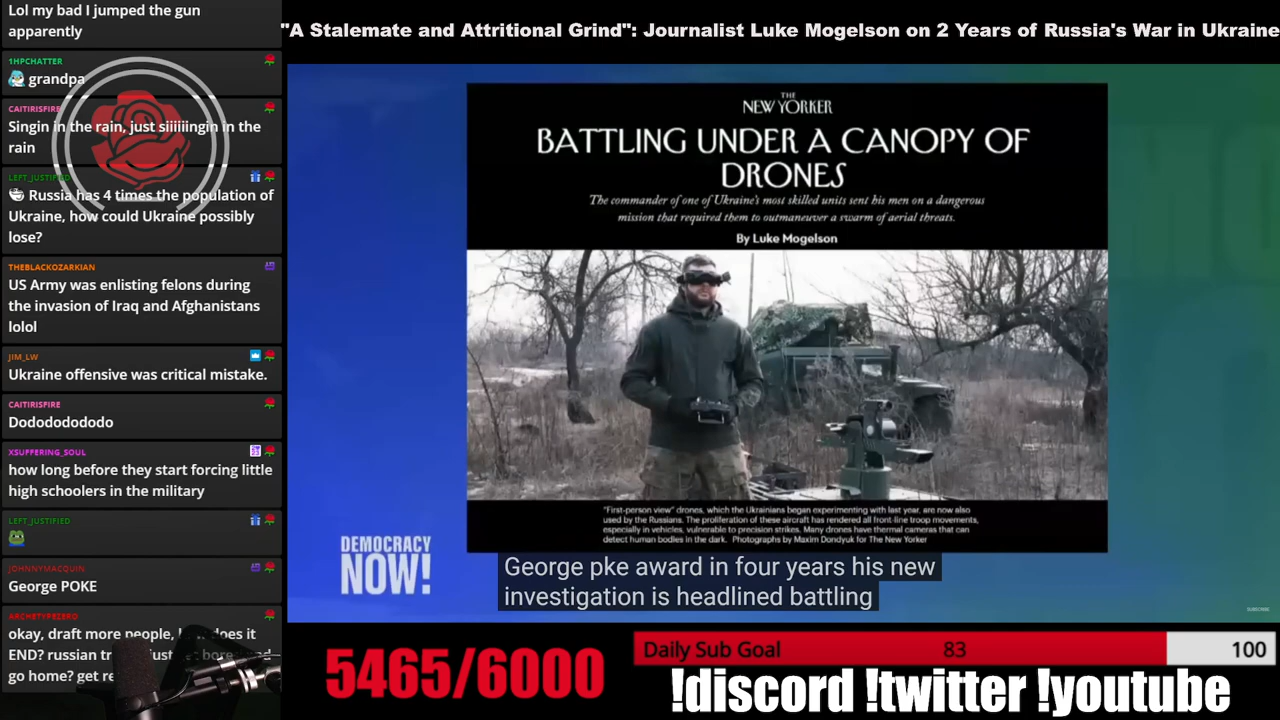 Lol my bad I jumped the gun
apparently
1HPCHATTER
grandpa
CAITIRISFIRE
Singin in the rain, just siiiiiingin in the
rain
LEFT_JUSTIFIED
Russia has 4 times the population of
Ukraine, how could Ukraine possibly
lose?
THEBLACKOZARKIAN
US Army was enlisting felons during
the invasion of Iraq and Afghanistans
lolol
JIM_LW
Ukraine offensive was critical mistake.
CAITIRISFIRE
Dododododododo
XSUFFERING_SOUL
how long before they start forcing little
high schoolers in the military
LEFT_JUSTIFIED
JOHNNYMACQUIN
George POKE
ARCHETYPEZERO
okay, draft more people, does it
END? russian just and
go home? get
"A Stalemate and Attritional Grind": Journalist Luke Mogelson on 2 Years of Russia's War in Ukraine
THE
NEW YORKER
BATTLING UNDER A CANOPY OF
DRONES
The commander of one of Ukraine's most skilled units sent his men on a dangerous
mission that required them to outmaneuver a swarm of aerial threats.
By Luke Mogelson
"First-person view" drones, which the Ukrainians began experimenting with last year, are now also
used by the Russians. The proliferation of these aircraft has rendered all front-line troop movements,
especially in vehicles, vulnerable to precision strikes. Many drones have thermal cameras that can
detect human bodies in the dark. Photographs by Maxim Dondyuk for The New Yorker
DEMOCRACY
NOW!
George pke award in four years his new
investigation is headlined battling
SUBSCRIBE
5465/6000
Daily Sub Goal 83 100
!discord !twitter !youtube